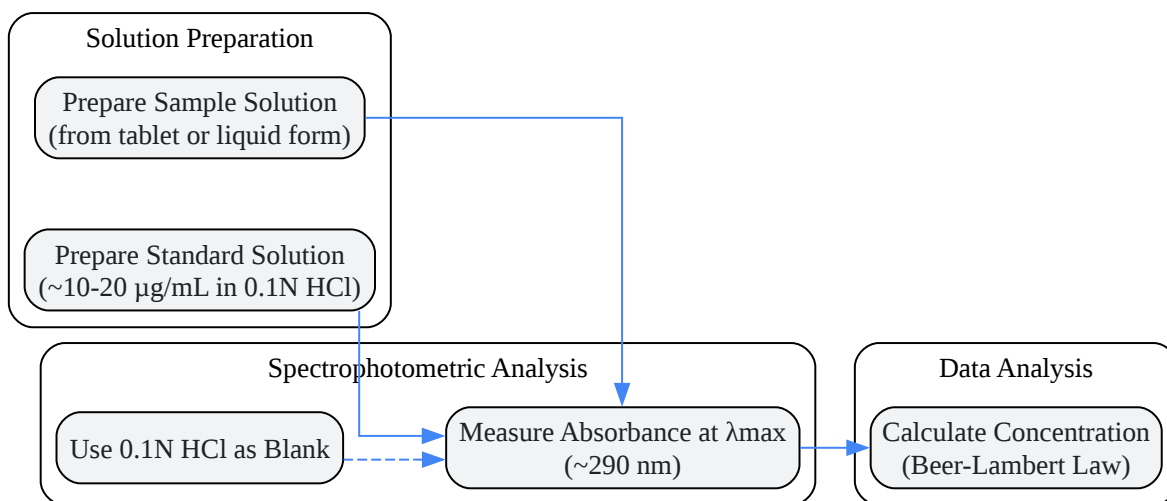 Solution Preparation
Prepare Sample Solution
(from tablet or liquid form)
Prepare Standard Solution
(~10-20 µg/mL in 0.1N HCl)
Spectrophotometric Analysis
Use 0.1N HCl as Blank
Measure Absorbance at λmax
(~290 nm)
Data Analysis
Calculate Concentration
(Beer-Lambert Law)